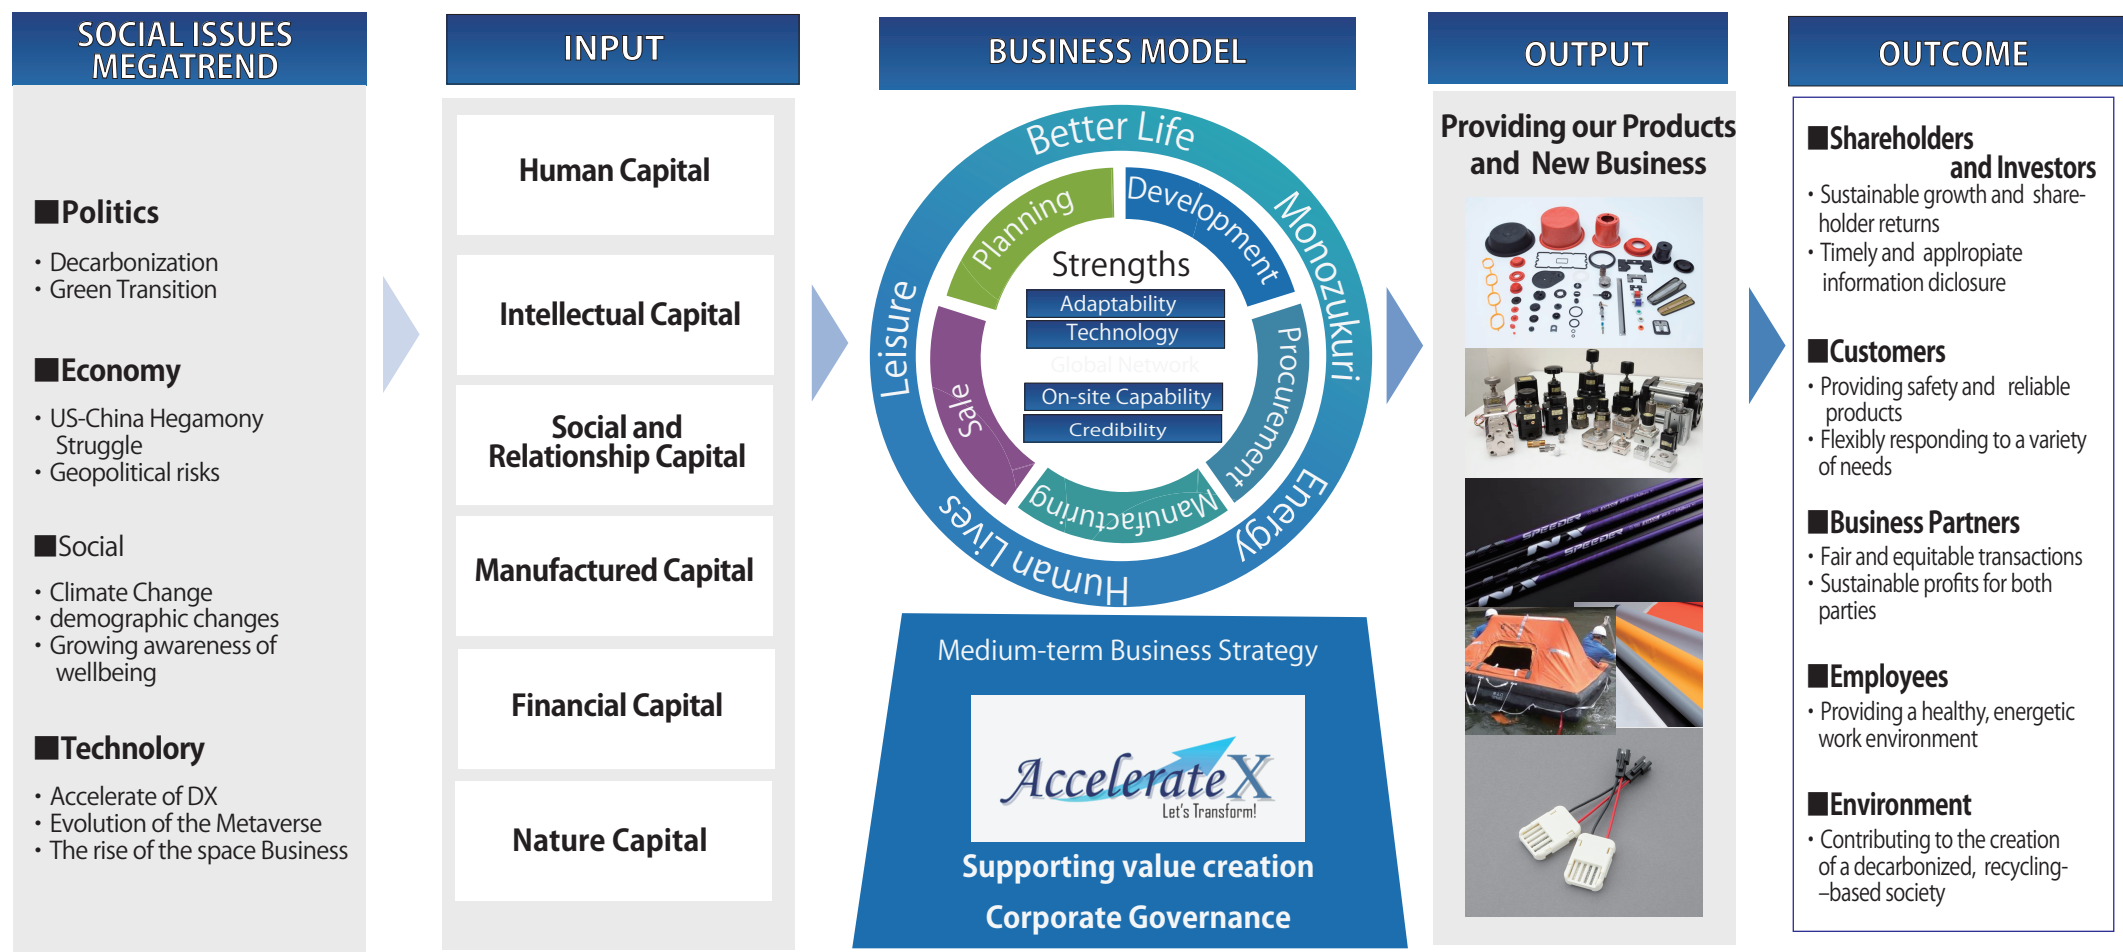 SOCIAL ISSUES
MEGATREND
■Politics
・Decarbonization
・Green Transition
■Economy
・US-China Hegamony
Struggle
・Geopolitical risks
■Social
・Climate Change
・demographic changes
・Growing awareness of
wellbeing
■Technolory
・Accelerate of DX
・Evolution of the Metaverse
・The rise of the space Business
INPUT
Human Capital
Intellectual Capital
Social and
Relationship Capital
Manufactured Capital
Financial Capital
Nature Capital
BUSINESS MODEL
Better Life
Monozukuri
Energy
Human Lives
Leisure
Planning
Development
Procurement
Manufacturing
Sale
Strengths
Adaptability
Technology
Global Network
On-site Capability
Credibility
Medium-term Business Strategy
AccelerateX
Let's Transform!
Supporting value creation
Corporate Governance
OUTPUT
Providing our Products
and New Business
SPEEDER
NX
SPEEDER
NX
OUTCOME
■Shareholders
and Investors
・Sustainable growth and share-
holder returns
・Timely and applropiate
information diclosure
■Customers
・Providing safety and reliable
products
・Flexibly responding to a variety
of needs
■Business Partners
・Fair and equitable transactions
・Sustainable profits for both
parties
■Employees
・Providing a healthy, energetic
work environment
■Environment
・Contributing to the creation
of a decarbonized, recycling-
–based society